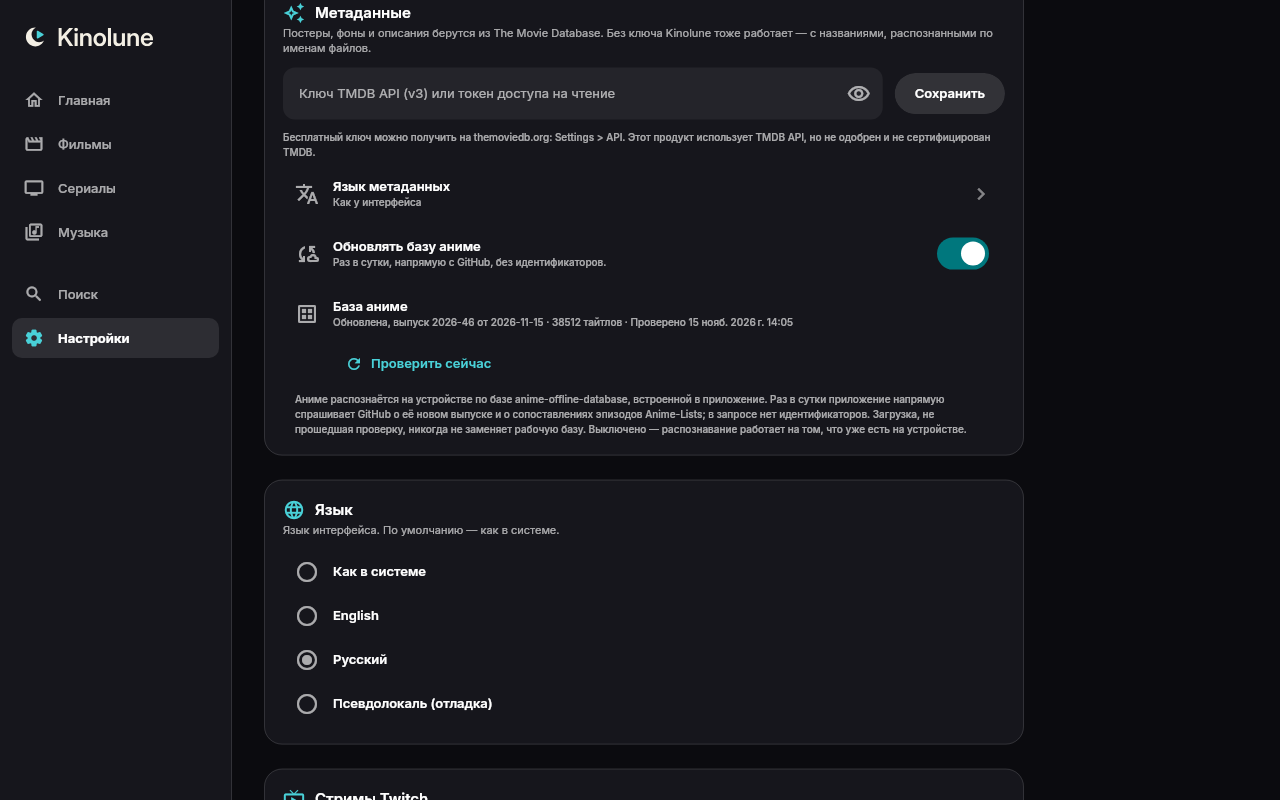 Kinolune
Главная
Фильмы
Сериалы
Музыка
Поиск
Настройки
Метаданные
Постеры, фоны и описания берутся из The Movie Database. Без ключа Kinolune тоже работает — с названиями, распознанными по
именам файлов.
Ключ TMDB API (v3) или токен доступа на чтение
Сохранить
Бесплатный ключ можно получить на themoviedb.org: Settings > API. Этот продукт использует TMDB API, но не одобрен и не сертифицирован
TMDB.
Язык метаданных
Как у интерфейса
Обновлять базу аниме
Раз в сутки, напрямую с GitHub, без идентификаторов.
База аниме
Обновлена, выпуск 2026-46 от 2026-11-15 · 38512 тайтлов · Проверено 15 нояб. 2026 г. 14:05
Проверить сейчас
Аниме распознаётся на устройстве по базе anime-offline-database, встроенной в приложение. Раз в сутки приложение напрямую
спрашивает GitHub о её новом выпуске и о сопоставлениях эпизодов Anime-Lists; в запросе нет идентификаторов. Загрузка, не
прошедшая проверку, никогда не заменяет рабочую базу. Выключено — распознавание работает на том, что уже есть на устройстве.
Язык
Язык интерфейса. По умолчанию — как в системе.
Как в системе
English
Русский
Псевдолокаль (отладка)
Стримы Twitch